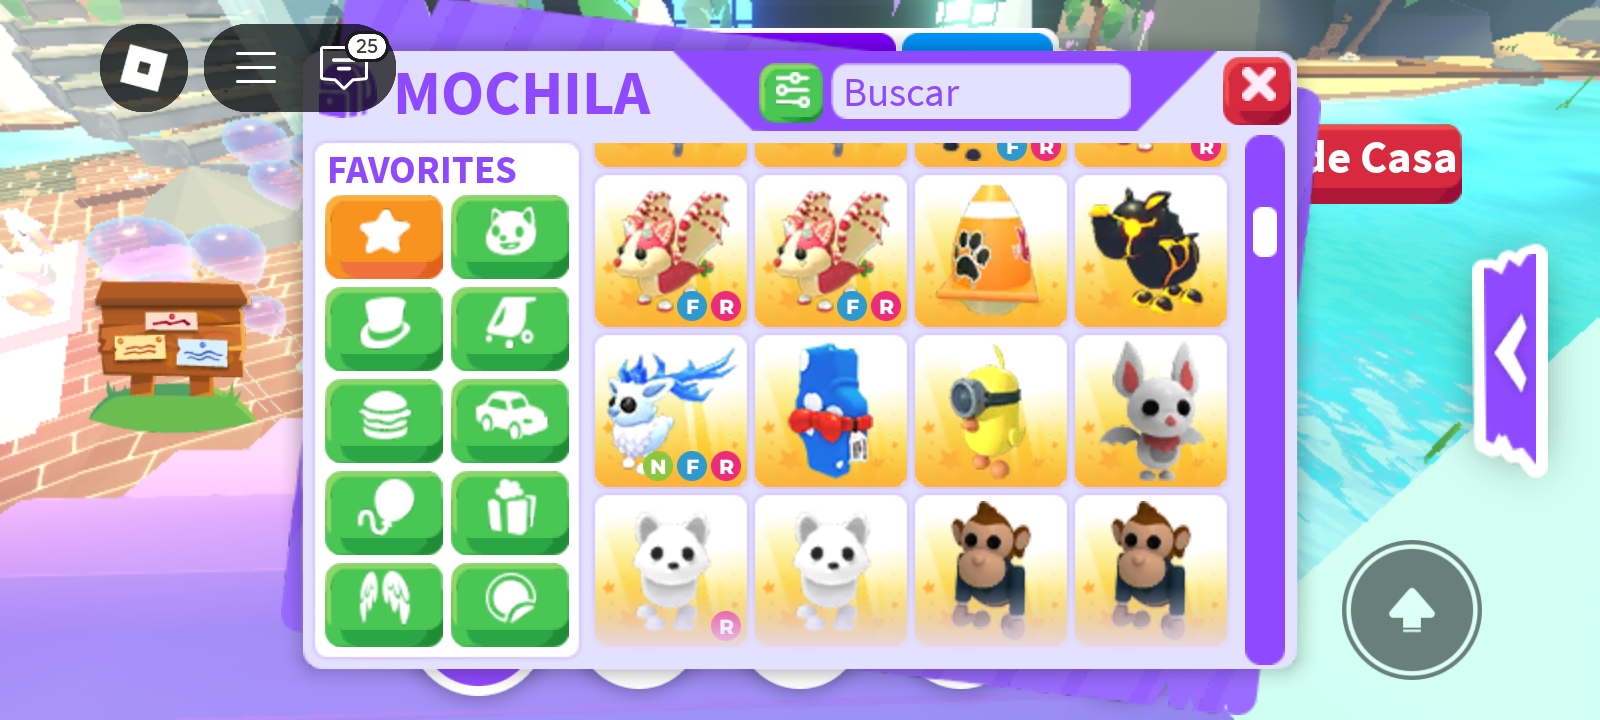 25
MOCHILA
Buscar
FAVORITES
de Casa
F R
R
F R
F R
N F R
R